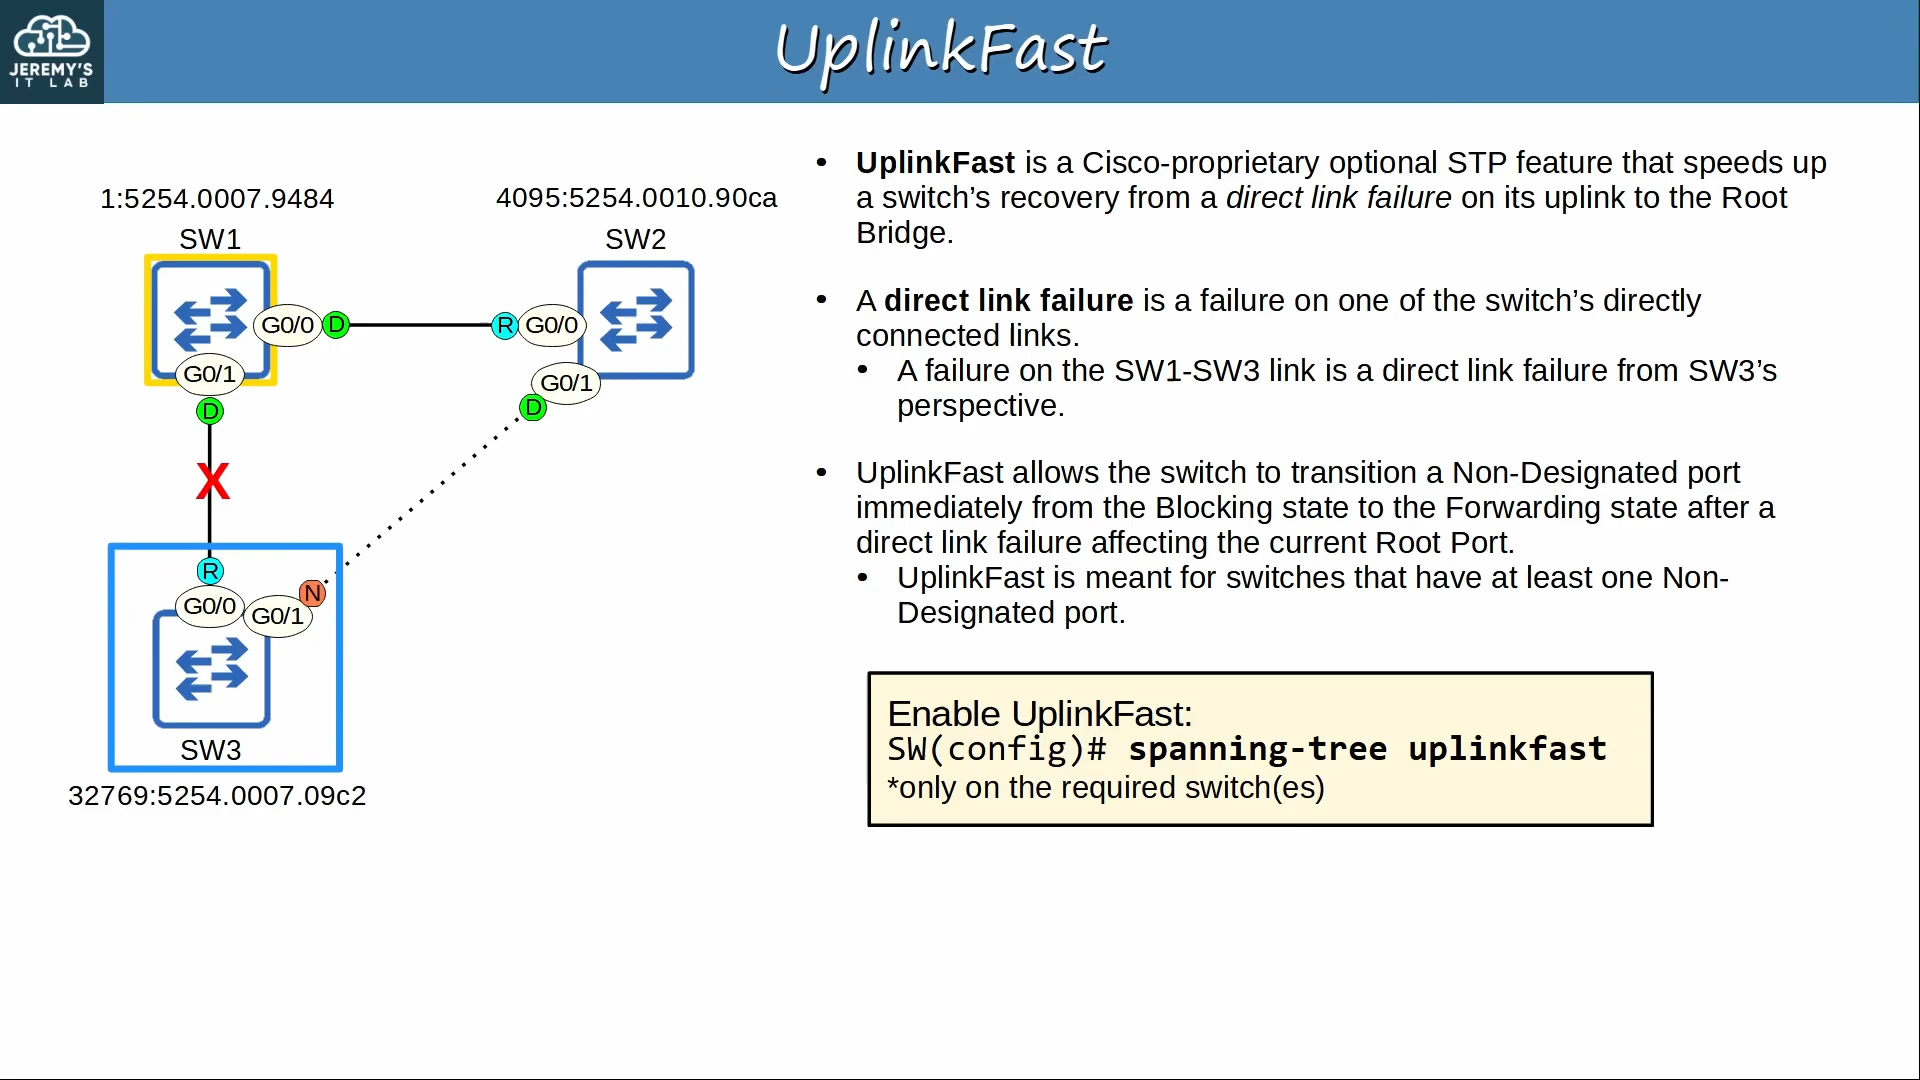 JEREMY'S
IT LAB
UplinkFast
1:5254.0007.9484
4095:5254.0010.90ca
SW1
SW2
G0/0
D
R
G0/0
G0/1
G0/1
D
D
X
R
N
G0/0
G0/1
SW3
32769:5254.0007.09c2
• UplinkFast is a Cisco-proprietary optional STP feature that speeds up
a switch’s recovery from a direct link failure on its uplink to the Root
Bridge.
• A direct link failure is a failure on one of the switch’s directly
connected links.
• A failure on the SW1-SW3 link is a direct link failure from SW3’s
perspective.
• UplinkFast allows the switch to transition a Non-Designated port
immediately from the Blocking state to the Forwarding state after a
direct link failure affecting the current Root Port.
• UplinkFast is meant for switches that have at least one Non-
Designated port.
Enable UplinkFast:
SW(config)# spanning-tree uplinkfast
*only on the required switch(es)